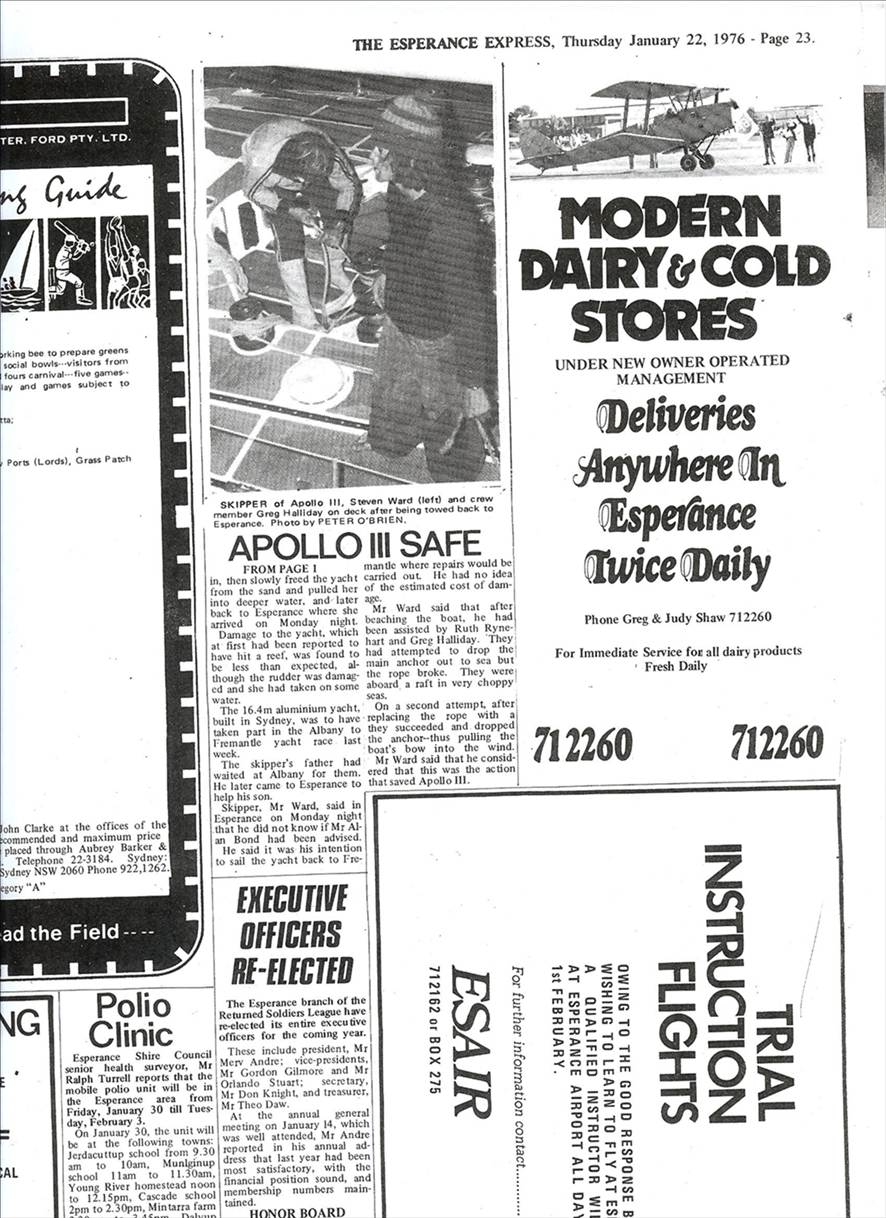 THE ESPERANCE EXPRESS, Thursday January 22, 1976 - Page 23.
TER. FORD PTY. LTD.
ng Guide
orking bee to prepare greens
social bowls---visitors from
fours carnival---five games--
lay and games subject to
tta;
y Ports (Lords), Grass Patch
John Clarke at the offices of the
ecommended and maximum price
placed through Aubrey Barker &
. Telephone 22-3184. Sydney:
Sydney NSW 2060 Phone 922,1262.
egory "A"
ad the Field ----
NG
CAL
Polio
Clinic
Esperance Shire Council
senior health surveyor, Mr
Ralph Turrell reports that the
mobile polio unit will be in
the Esperance area from
Friday, January 30 till Tues-
day, February 3.
On January 30, the unit will
be at the following towns:
Jerdacuttup school from 9.30
am to 10am, Munlginup
school 11am to 11.30am,
Young River homestead noon
to 12.15pm, Cascade school
2pm to 2.30pm, Mintarra farm
SKIPPER of Apollo III, Steven Ward (left) and crew
member Greg Halliday on deck after being towed back to
Esperance. Photo by PETER O'BRIEN.
APOLLO III SAFE
FROM PAGE 1
in, then slowly freed the yacht
from the sand and pulled her
into deeper water, and later
back to Esperance where she
arrived on Monday night.
Damage to the yacht, which
at first had been reported to
have hit a reef, was found to
be less than expected, al-
though the rudder was damag-
ed and she had taken on some
water.
The 16.4m aluminium yacht,
built in Sydney, was to have
taken part in the Albany to
Fremantle yacht race last
week.
The skipper's father had
waited at Albany for them.
He later came to Esperance to
help his son.
Skipper, Mr Ward, said in
Esperance on Monday night
that he did not know if Mr Al-
an Bond had been advised.
He said it was his intention
to sail the yacht back to Fre-
mantle where repairs would be
carried out. He had no idea
of the estimated cost of dam-
age.
Mr Ward said that after
beaching the boat, he had
been assisted by Ruth Ryne-
hart and Greg Halliday. They
had attempted to drop the
main anchor out to sea but
the rope broke. They were
aboard a raft in very choppy
seas.
On a second attempt, after
replacing the rope with a
they succeeded and dropped
the anchor--thus pulling the
boat's bow into the wind.
Mr Ward said that he consid-
ered that this was the action
that saved Apollo III.
EXECUTIVE
OFFICERS
RE-ELECTED
The Esperance branch of the
Returned Soldiers League have
re-elected its entire executive
officers for the coming year.
These include president, Mr
Merv Andre; vice-presidents,
Mr Gordon Gilmore and Mr
Orlando Stuart; secretary,
Mr Don Knight, and treasurer,
Mr Theo Daw.
At the annual general
meeting on January 14, which
was well attended, Mr Andre
reported in his annual ad-
dress that last year had been
most satisfactory, with the
financial position sound, and
membership numbers main-
tained.
HONOR BOARD
MODERN
DAIRY & COLD
STORES
UNDER NEW OWNER OPERATED
MANAGEMENT
Deliveries
Anywhere In
Esperance
Twice Daily
Phone Greg & Judy Shaw 712260
For Immediate Service for all dairy products
Fresh Daily
712260 712260
TRIAL
INSTRUCTION
FLIGHTS
OWING TO THE GOOD RESPONSE B
WISHING TO LEARN TO FLY AT ES
A QUALIFIED INSTRUCTOR WI
AT ESPERANCE AIRPORT ALL DAY
1st FEBRUARY.
For further information contact..............
ESAIR
712162 or BOX 275